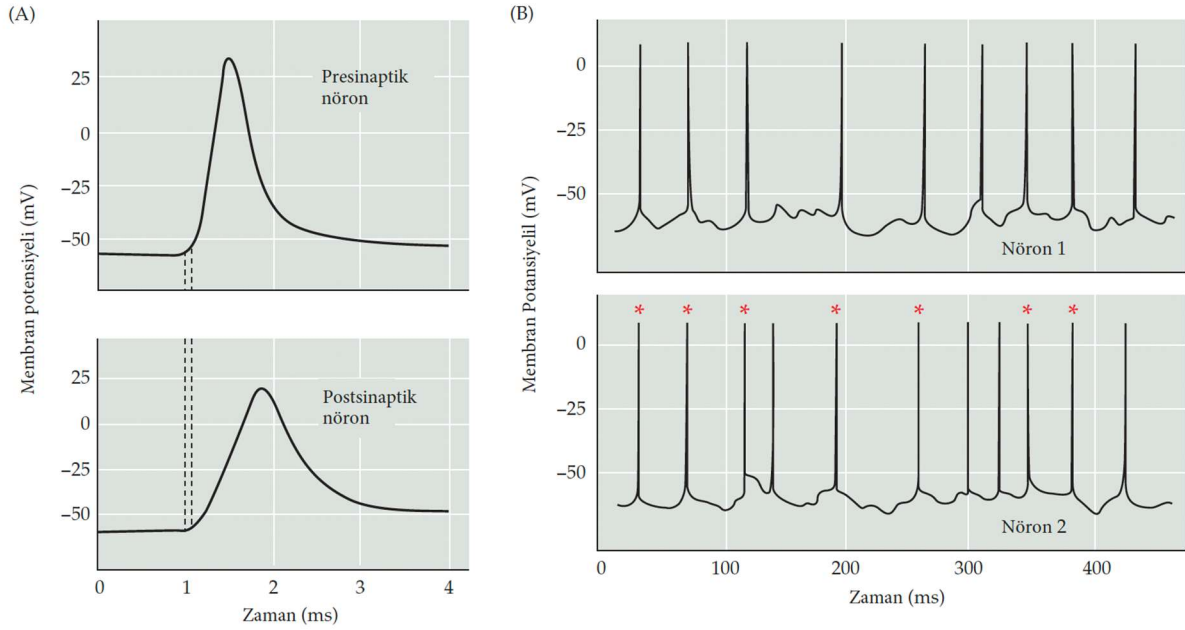 (A)
Membran potensiyeli (mV)
25
0
−25
−50
Presinaptik
nöron
25
0
−25
−50
Postsinaptik
nöron
0 1 2 3 4
Zaman (ms)
(B)
Membran Potansiyelil (mV)
0
−25
−50
Nöron 1
* * * * * * *
0
−25
−50
Nöron 2
0 100 200 300 400
Zaman (ms)